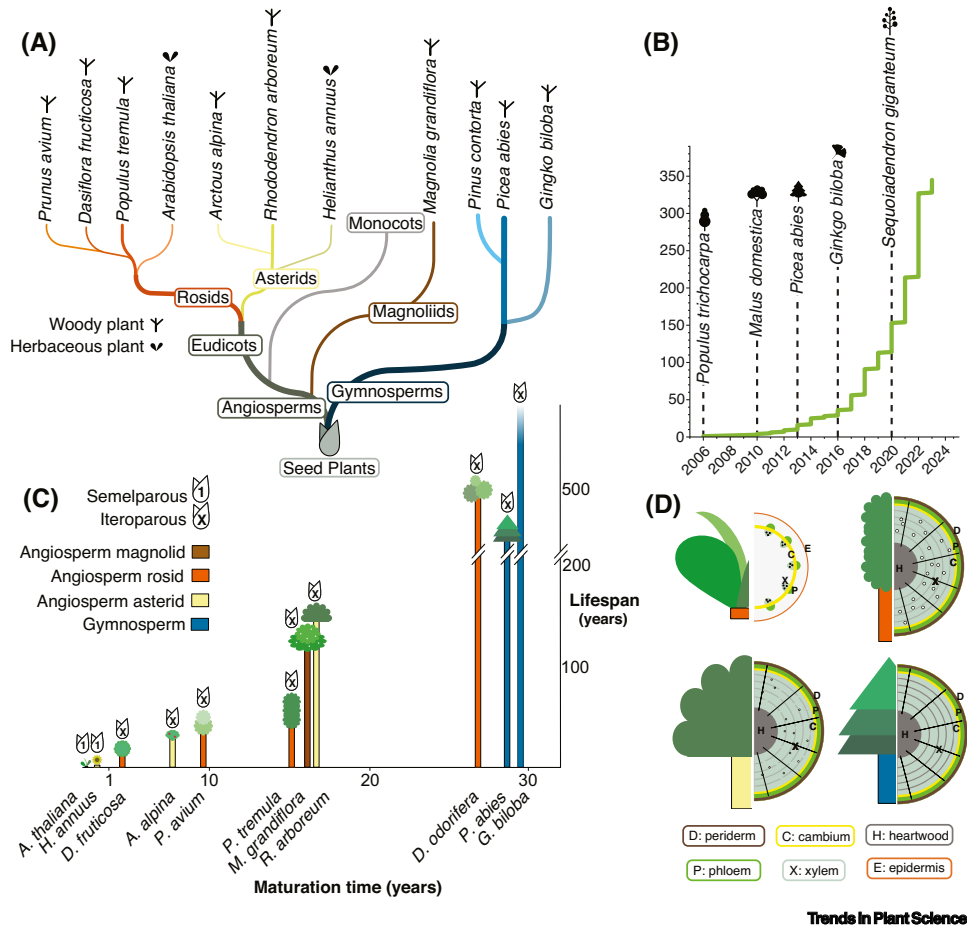 (A)
Prunus avium
Dasiflora fructicosa
Populus tremula
Arabidopsis thaliana
Arctous alpina
Rhododendron arboreum
Helianthus annuus
Magnolia grandiflora
Pinus contorta
Picea abies
Gingko biloba
Monocots
Asterids
Rosids
Magnoliids
Woody plant
Herbaceous plant
Eudicots
Gymnosperms
Angiosperms
Seed Plants
(B)
Populus trichocarpa
Malus domestica
Picea abies
Ginkgo biloba
Sequoiadendron giganteum
350
300
250
200
150
100
50
0
2006
2008
2010
2012
2014
2016
2018
2020
2022
2024
(C)
Semelparous 1
Iteroparous X
Angiosperm magnolid
Angiosperm rosid
Angiosperm asterid
Gymnosperm
1
1
X
X
X
X
X
X
X
X
500
200
Lifespan
(years)
100
1
10
20
30
A. thaliana
H. annuus
D. fruticosa
A. alpina
P. avium
P. tremula
M. grandiflora
R. arboreum
D. odorifera
P. abies
G. biloba
Maturation time (years)
(D)
E
C
X
P
D
P
C
H
X
D
P
C
H
X
D
P
C
H
X
D: periderm
C: cambium
H: heartwood
P: phloem
X: xylem
E: epidermis
Trends in Plant Science